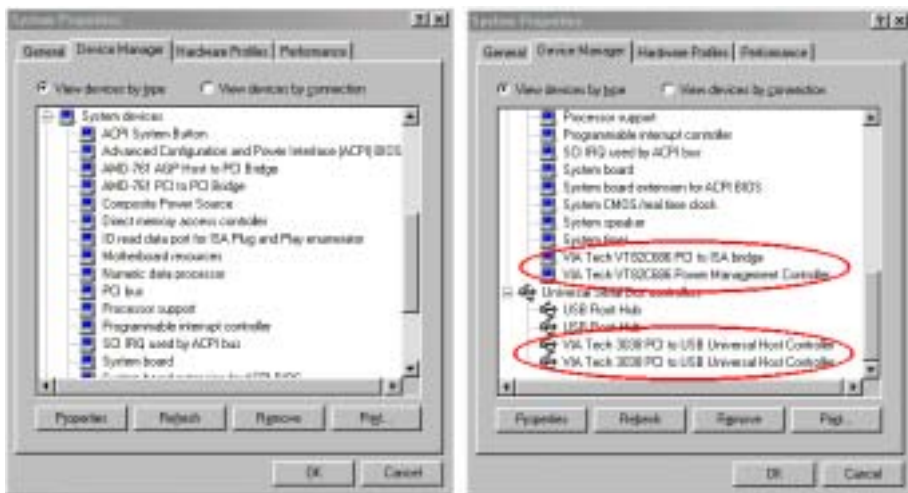 System Properties
General Device Manager Hardware Profiles Performance
View devices by type View devices by connection
System devices
ACPI System Button
Advanced Configuration and Power Interface (ACPI) BIOS
AMD-761 AGP Host to PCI Bridge
AMD-761 PCI to PCI Bridge
Composite Power Source
Direct memory access controller
IO read data port for ISA Plug and Play enumerator
Motherboard resources
Numeric data processor
PCI bus
Processor support
Programmable interrupt controller
SCI IRQ used by ACPI bus
System board
System board extension for ACPI BIOS
Properties Refresh Remove Print...
OK Cancel
System Properties
General Device Manager Hardware Profiles Performance
View devices by type View devices by connection
Processor support
Programmable interrupt controller
SCI IRQ used by ACPI bus
System board
System board extension for ACPI BIOS
System CMOS/real time clock
System speaker
System timer
VIA Tech VT82C686 PCI to ISA bridge
VIA Tech VT82C686 Power Management Controller
Universal Serial Bus controllers
USB Root Hub
USB Root Hub
VIA Tech 3038 PCI to USB Universal Host Controller
VIA Tech 3038 PCI to USB Universal Host Controller
Properties Refresh Remove Print...
OK Cancel